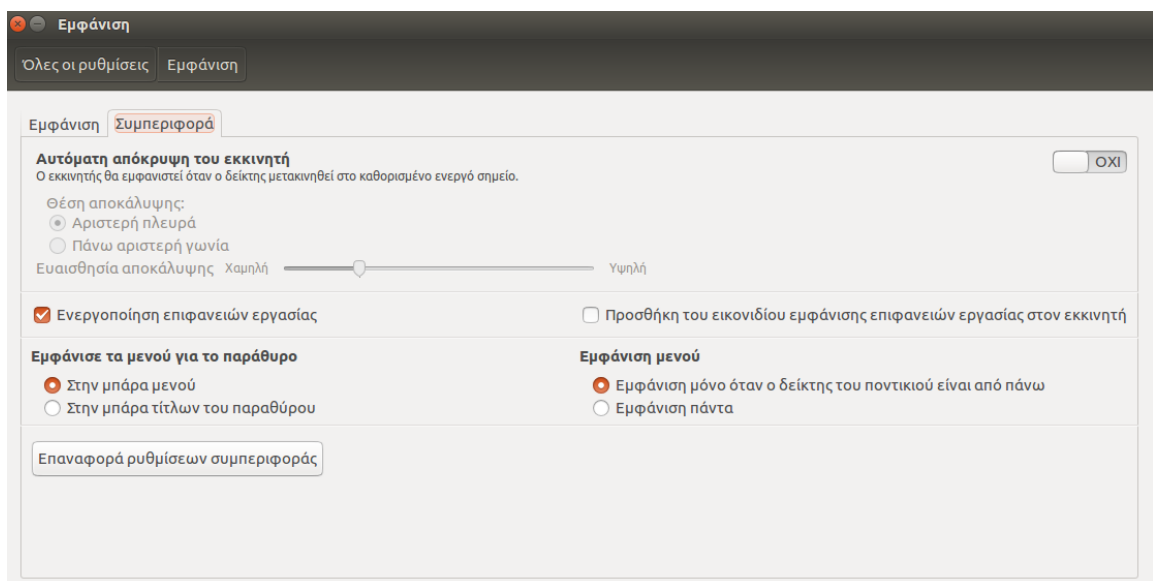 Εμφάνιση
Όλες οι ρυθμίσεις Εμφάνιση
Εμφάνιση Συμπεριφορά
Αυτόματη απόκρυψη του εκκινητή ΟΧΙ
Ο εκκινητής θα εμφανιστεί όταν ο δείκτης μετακινηθεί στο καθορισμένο ενεργό σημείο.
Θέση αποκάλυψης:
Αριστερή πλευρά
Πάνω αριστερή γωνία
Ευαισθησία αποκάλυψης Χαμηλή Υψηλή
Ενεργοποίηση επιφανειών εργασίας Προσθήκη του εικονιδίου εμφάνισης επιφανειών εργασίας στον εκκινητή
Εμφάνισε τα μενού για το παράθυρο Εμφάνιση μενού
Στην μπάρα μενού Εμφάνιση μόνο όταν ο δείκτης του ποντικιού είναι από πάνω
Στην μπάρα τίτλων του παραθύρου Εμφάνιση πάντα
Επαναφορά ρυθμίσεων συμπεριφοράς